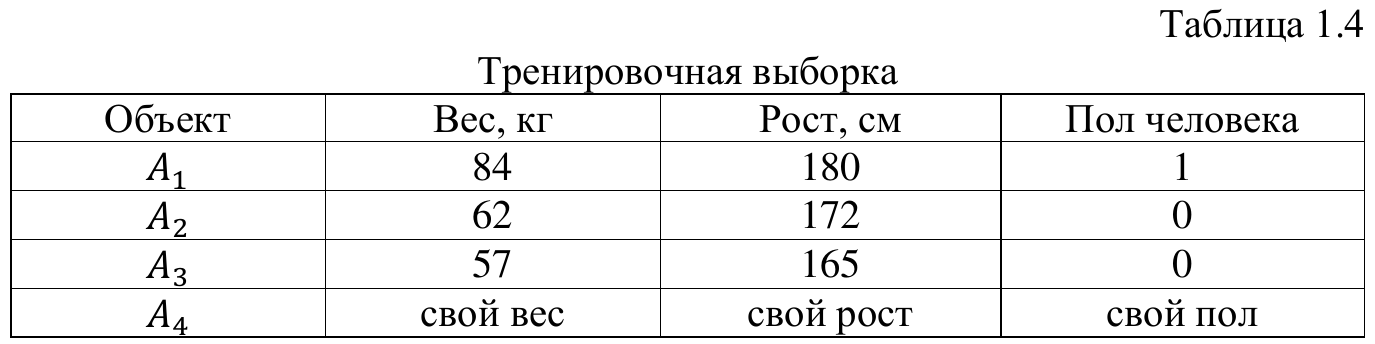 Таблица 1.4
Тренировочная выборка
Объект Вес, кг Рост, см Пол человека
A₁ 84 180 1
A₂ 62 172 0
A₃ 57 165 0
A₄ свой вес свой рост свой пол